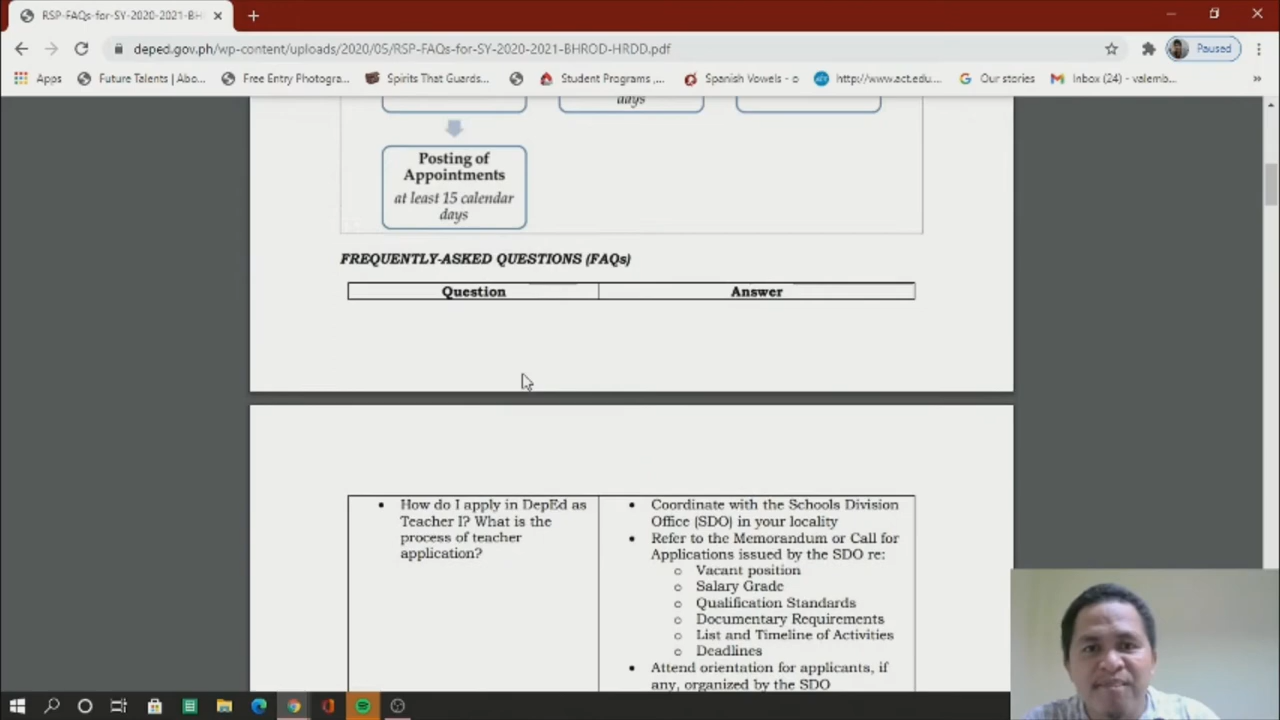 RSP-FAQs-for-SY-2020-2021-BH
deped.gov.ph/wp-content/uploads/2020/05/RSP-FAQs-for-SY-2020-2021-BHROD-HRDD.pdf
Paused
Apps
Future Talents | Abo...
Free Entry Photogra...
Spirits That Guards...
Student Programs ,...
Spanish Vowels - o
http://www.act.edu....
Our stories
Inbox (24) - valemb...
»
days
Posting of
Appointments
at least 15 calendar
days
FREQUENTLY-ASKED QUESTIONS (FAQs)
Question
Answer
• How do I apply in DepEd as
Teacher I? What is the
process of teacher
application?
• Coordinate with the Schools Division
Office (SDO) in your locality
• Refer to the Memorandum or Call for
Applications issued by the SDO re:
o Vacant position
o Salary Grade
o Qualification Standards
o Documentary Requirements
o List and Timeline of Activities
o Deadlines
• Attend orientation for applicants, if
any, organized by the SDO